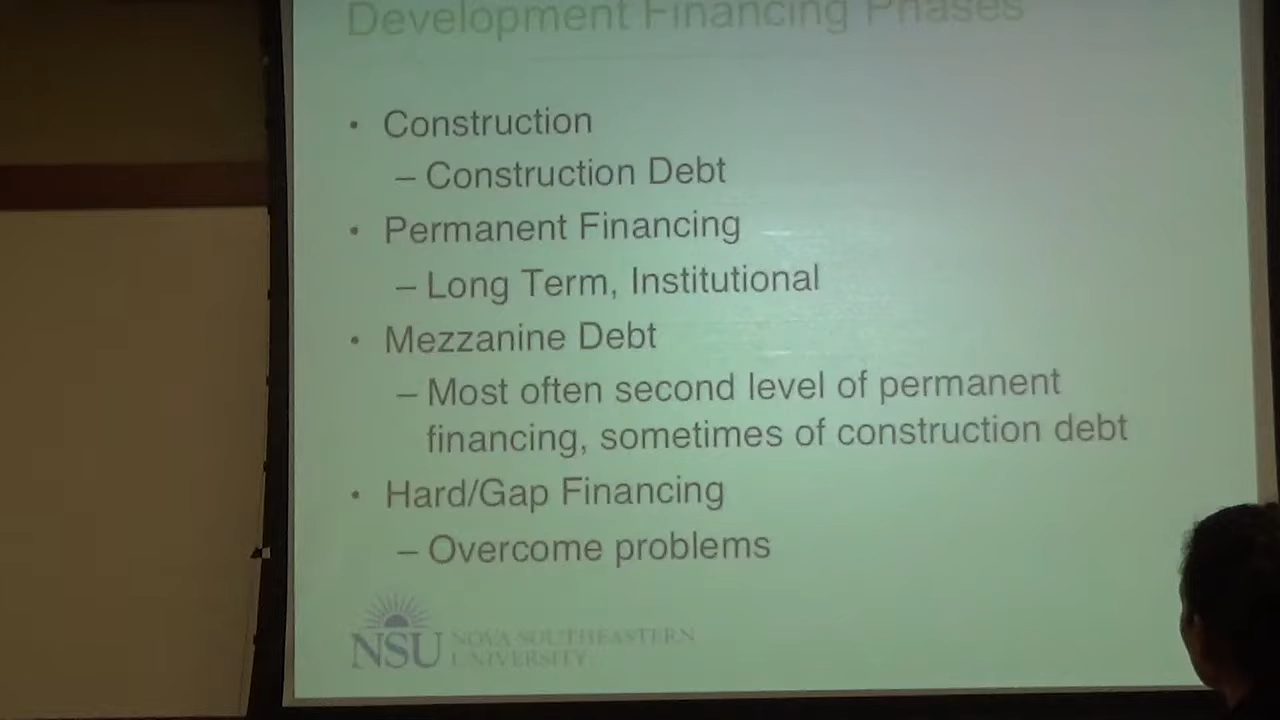 Development Financing Phases
• Construction
– Construction Debt
• Permanent Financing
– Long Term, Institutional
• Mezzanine Debt
– Most often second level of permanent
financing, sometimes of construction debt
• Hard/Gap Financing
– Overcome problems
NSU NOVA SOUTHEASTERN
UNIVERSITY